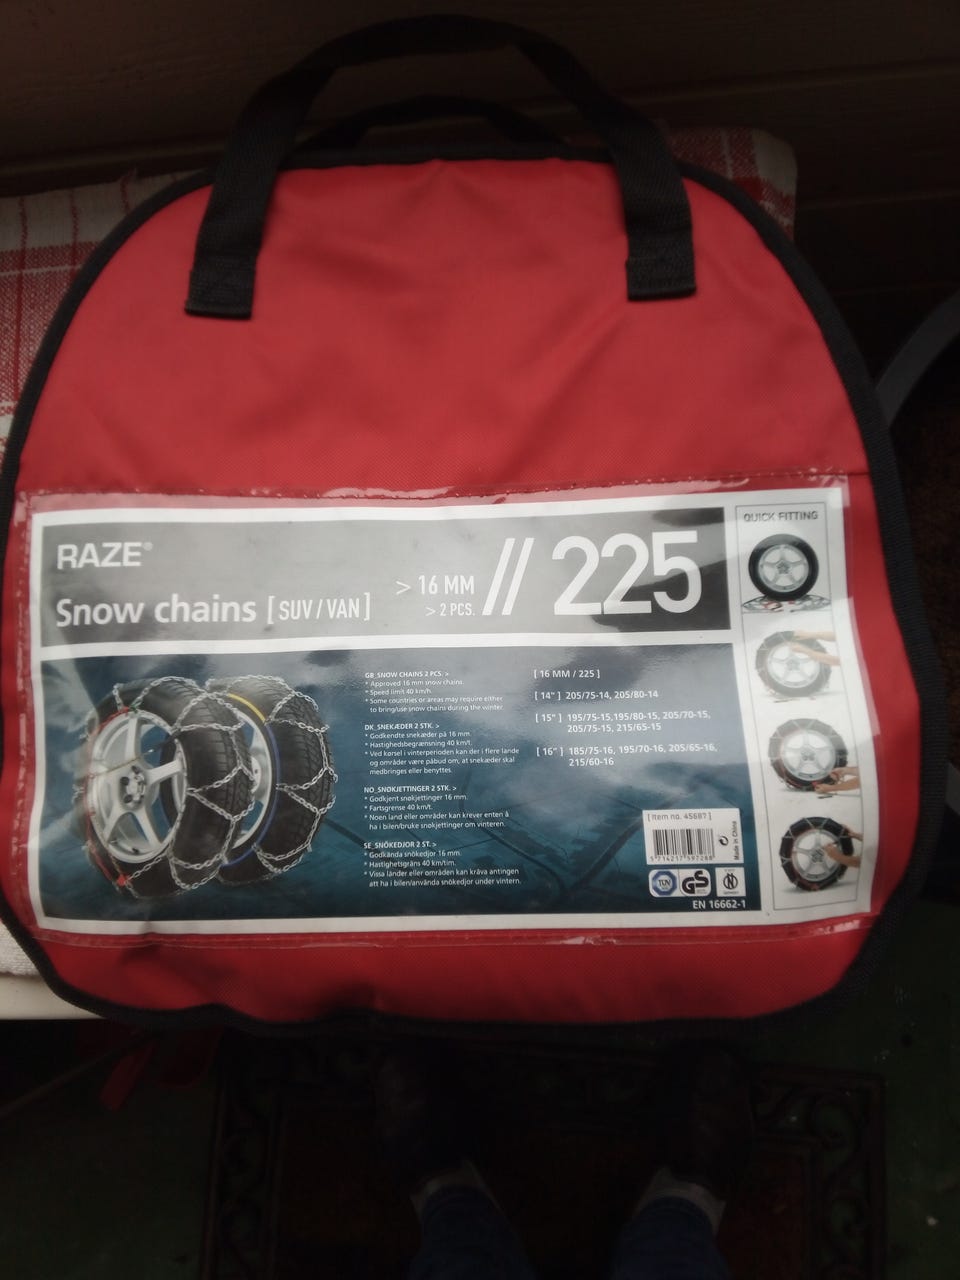 RAZE®
Snow chains [ SUV / VAN ]
> 16 MM
> 2 PCS.
// 225
QUICK FITTING
GB_SNOW CHAINS 2 PCS. >
* Approved 16 mm snow chains.
* Speed limit 40 km/h.
* Some countries or areas may require either
to bring/use snow chains during the winter.
DK_SNEKÆDER 2 STK. >
* Godkendte snekæder på 16 mm.
* Hastighedsbegrænsning 40 km/t.
* Ved kørsel i vinterperioden kan der i flere lande
og områder være påbud om, at snekæder skal
medbringes eller benyttes.
NO_SNØKJETTINGER 2 STK. >
* Godkjent snøkjettinger 16 mm.
* Fartsgrense 40 km/t.
* Noen land eller områder kan krever enten å
ha i bilen/bruke snøkjettinger om vinteren.
SE_SNÖKEDJOR 2 ST. >
* Godkända snökedjor 16 mm.
* Hastighetsgräns 40 km/tim.
* Vissa länder eller områden kan kräva antingen
att ha i bilen/använda snökedjor under vintern.
[ 16 MM / 225 ]
[ 14" ] 205/75-14, 205/80-14
[ 15" ] 195/75-15,195/80-15, 205/70-15,
205/75-15, 215/65-15
[ 16" ] 185/75-16, 195/70-16, 205/65-16,
215/60-16
[ Item no. 45687 ]
5 714217 597288
Made in China
TÜV
GS
EN 16662-1